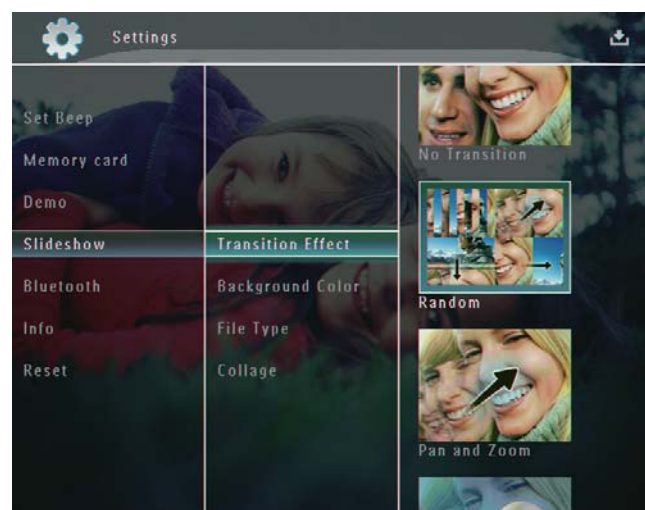 Settings
Set Beep
Memory card
Demo
Slideshow
Bluetooth
Info
Reset
Transition Effect
Background Color
File Type
Collage
No Transition
Random
Pan and Zoom